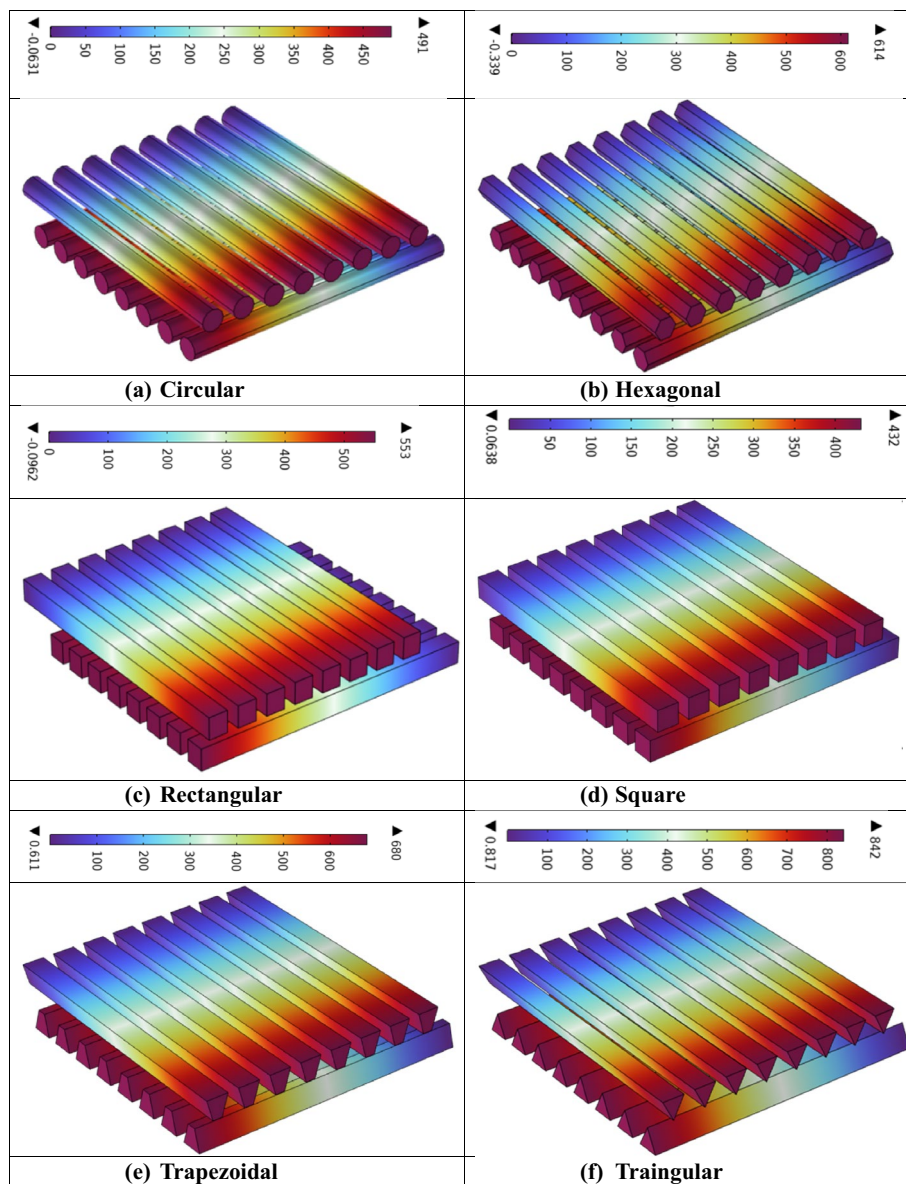 ▼ -0.0631 0 50 100 150 200 250 300 350 400 450 ▲ 491
▼ -0.339 0 100 200 300 400 500 600 ▲ 614
(a) Circular
(b) Hexagonal
▼ -0.0962 0 100 200 300 400 500 ▲ 553
▼ 0.0638 50 100 150 200 250 300 350 400 ▲ 432
(c) Rectangular
(d) Square
▼ 0.611 100 200 300 400 500 600 ▲ 680
▼ 0.817 100 200 300 400 500 600 700 800 ▲ 842
(e) Trapezoidal
(f) Traingular